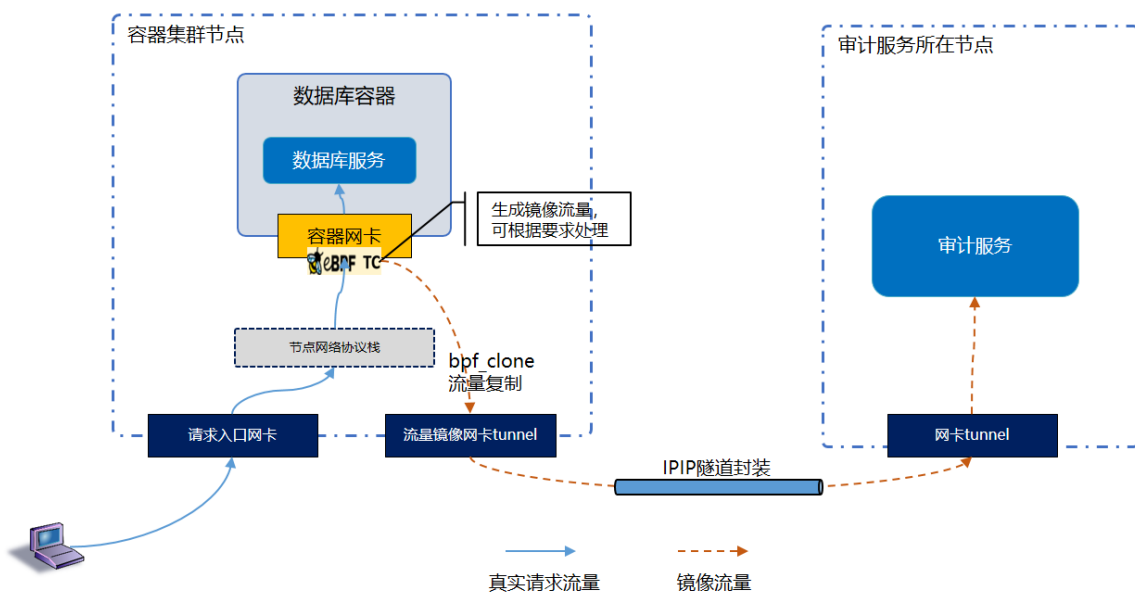 容器集群节点
审计服务所在节点
数据库容器
数据库服务
生成镜像流量，
可根据要求处理
容器网卡
eBPF TC
审计服务
节点网络协议栈
bpf_clone
流量复制
请求入口网卡
流量镜像网卡tunnel
网卡tunnel
IPIP隧道封装
真实请求流量
镜像流量